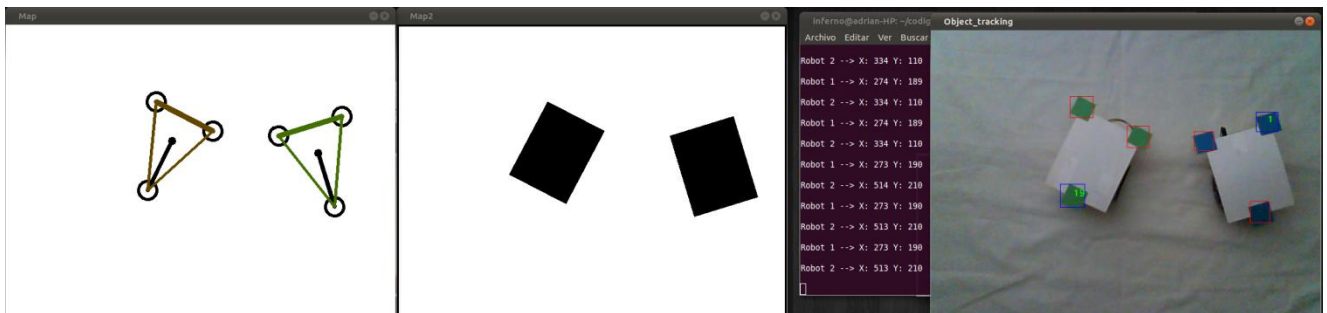 Map
Map2
inferno@adrian-HP: ~/codig
Archivo Editar Ver Buscar
Robot 2 --> X: 334 Y: 110
Robot 1 --> X: 274 Y: 189
Robot 2 --> X: 334 Y: 110
Robot 1 --> X: 274 Y: 189
Robot 2 --> X: 334 Y: 110
Robot 1 --> X: 273 Y: 190
Robot 2 --> X: 514 Y: 210
Robot 1 --> X: 273 Y: 190
Robot 2 --> X: 513 Y: 210
Robot 1 --> X: 273 Y: 190
Robot 2 --> X: 513 Y: 210
Object_tracking
1
19